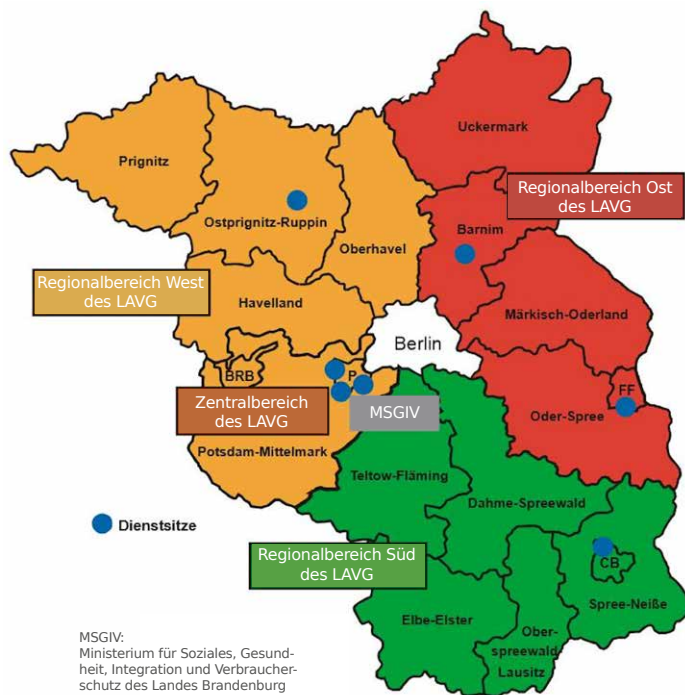 Uckermark
Prignitz
Regionalbereich Ost
des LAVG
Ostprignitz-Ruppin
Barnim
Oberhavel
Regionalbereich West
des LAVG
Havelland
Märkisch-Oderland
Berlin
BRB
P
FF
Zentralbereich
des LAVG
MSGIV
Oder-Spree
Potsdam-Mittelmark
Teltow-Fläming
Dahme-Spreewald
Dienstsitze
Regionalbereich Süd
des LAVG
CB
Spree-Neiße
Elbe-Elster
Ober-
spreewald
Lausitz
MSGIV:
Ministerium für Soziales, Gesund-
heit, Integration und Verbraucher-
schutz des Landes Brandenburg